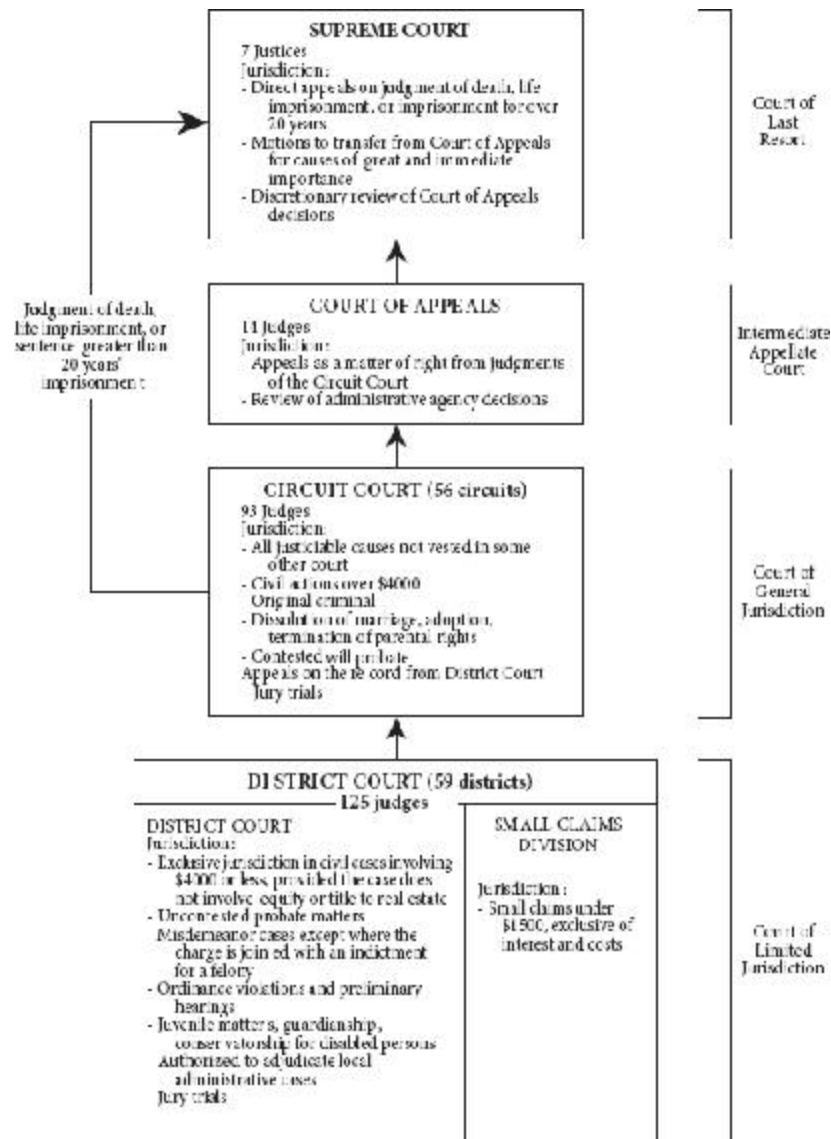 SUPREME COURT
7 Justices
Jurisdiction:
- Direct appeals on judgment of death, life
imprisonment, or imprisonment for over
20 years
- Motions to transfer from Court of Appeals
for causes of great and immediate
importance
- Discretionary review of Court of Appeals
decisions
Court of
Last
Resort
Judgment of death,
life imprisonment, or
sentence greater than
20 years'
imprisonment
COURT OF APPEALS
14 Judges
Jurisdiction:
Appeals as a matter of right from judgments
of the Circuit Court
- Review of administrative agency decisions
Intermediate
Appellate
Court
CIRCUIT COURT (56 circuits)
93 Judges
Jurisdiction:
- All justiciable causes not vested in some
other court
- Civil actions over $4000
Original criminal
- Dissolution of marriage, adoption,
termination of parental rights
- Contested will probate
Appeals on the record from District Court
Jury trials
Court of
General
Jurisdiction
DISTRICT COURT (59 districts)
125 judges
DISTRICT COURT
Jurisdiction:
- Exclusive jurisdiction in civil cases involving
$4000 or less, provided the case does
not involve equity or title to real estate
- Uncontested probate matters
Misdemeanor cases except where the
charge is joined with an indictment
for a felony
- Ordinance violations and preliminary
hearings
- Juvenile matters, guardianship,
conservatorship for disabled persons
Authorized to adjudicate local
administrative cases
Jury trials
SMALL CLAIMS
DIVISION
Jurisdiction:
- Small claims under
$1500, exclusive of
interest and costs
Court of
Limited
Jurisdiction